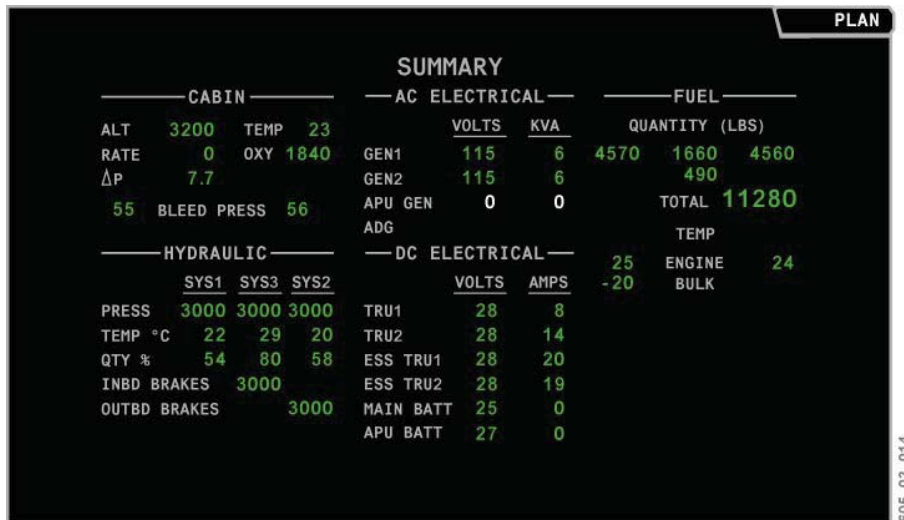 PLAN
SUMMARY
CABIN
ALT 3200 TEMP 23
RATE 0 OXY 1840
ΔP 7.7
55 BLEED PRESS 56
HYDRAULIC
SYS1 SYS3 SYS2
PRESS 3000 3000 3000
TEMP °C 22 29 20
QTY % 54 80 58
INBD BRAKES 3000
OUTBD BRAKES 3000
AC ELECTRICAL
VOLTS KVA
GEN1 115 6
GEN2 115 6
APU GEN 0 0
ADG
DC ELECTRICAL
VOLTS AMPS
TRU1 28 8
TRU2 28 14
ESS TRU1 28 20
ESS TRU2 28 19
MAIN BATT 25 0
APU BATT 27 0
FUEL
QUANTITY (LBS)
4570 1660 4560
490
TOTAL 11280
TEMP
25 ENGINE 24
-20 BULK